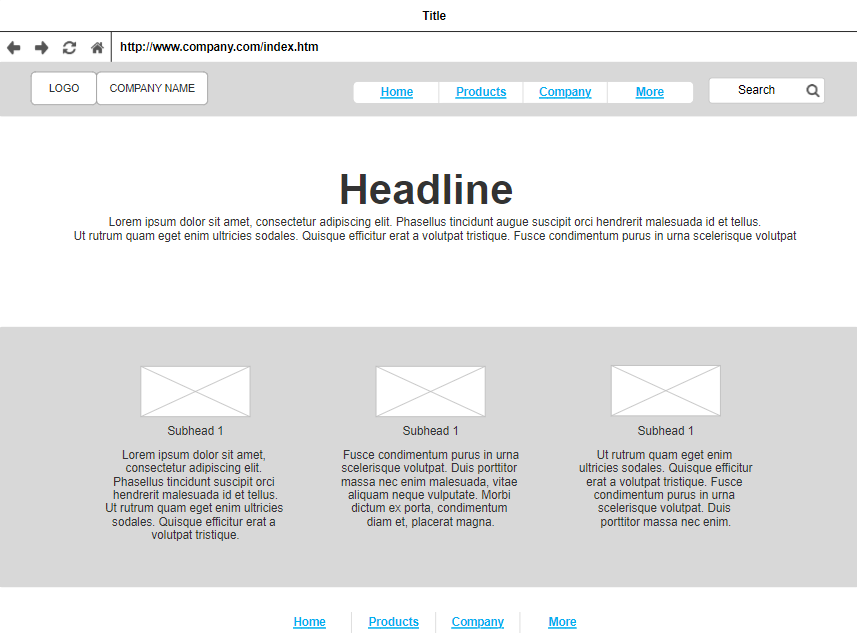 Title
http://www.company.com/index.htm
LOGO
COMPANY NAME
Home
Products
Company
More
Search
Headline
Lorem ipsum dolor sit amet, consectetur adipiscing elit. Phasellus tincidunt augue suscipit orci hendrerit malesuada id et tellus.
Ut rutrum quam eget enim ultricies sodales. Quisque efficitur erat a volutpat tristique. Fusce condimentum purus in urna scelerisque volutpat
Subhead 1
Lorem ipsum dolor sit amet,
consectetur adipiscing elit.
Phasellus tincidunt suscipit orci
hendrerit malesuada id et tellus.
Ut rutrum quam eget enim ultricies
sodales. Quisque efficitur erat a
volutpat tristique.
Subhead 1
Fusce condimentum purus in urna
scelerisque volutpat. Duis porttitor
massa nec enim malesuada, vitae
aliquam neque vulputate. Morbi
dictum ex porta, condimentum
diam et, placerat magna.
Subhead 1
Ut rutrum quam eget enim
ultricies sodales. Quisque efficitur
erat a volutpat tristique. Fusce
condimentum purus in urna
scelerisque volutpat. Duis
porttitor massa nec enim.
Home
Products
Company
More